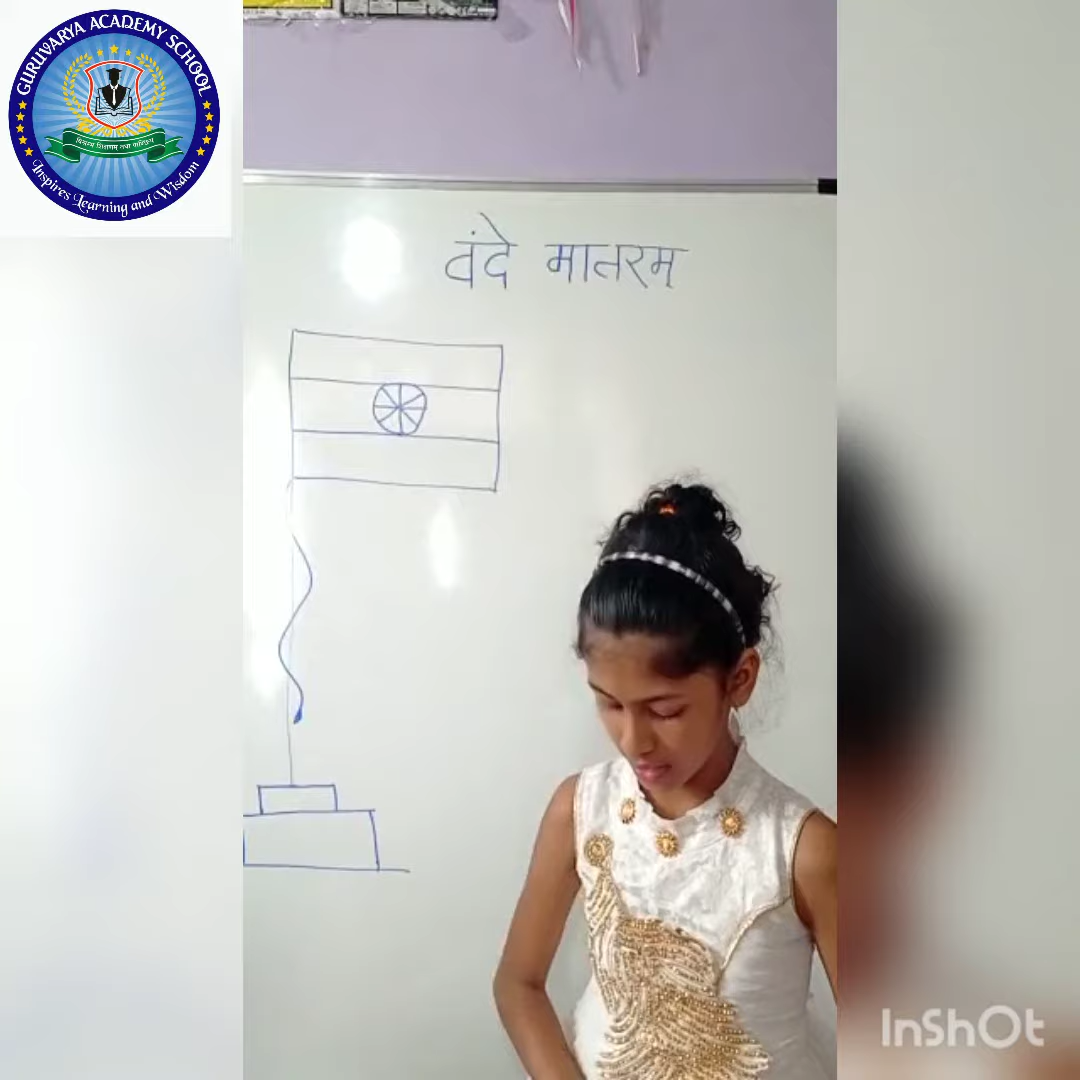 GURUVARYA ACADEMY SCHOOL
Inspires Learning and Wisdom
वंदे मातरम्
InShOt